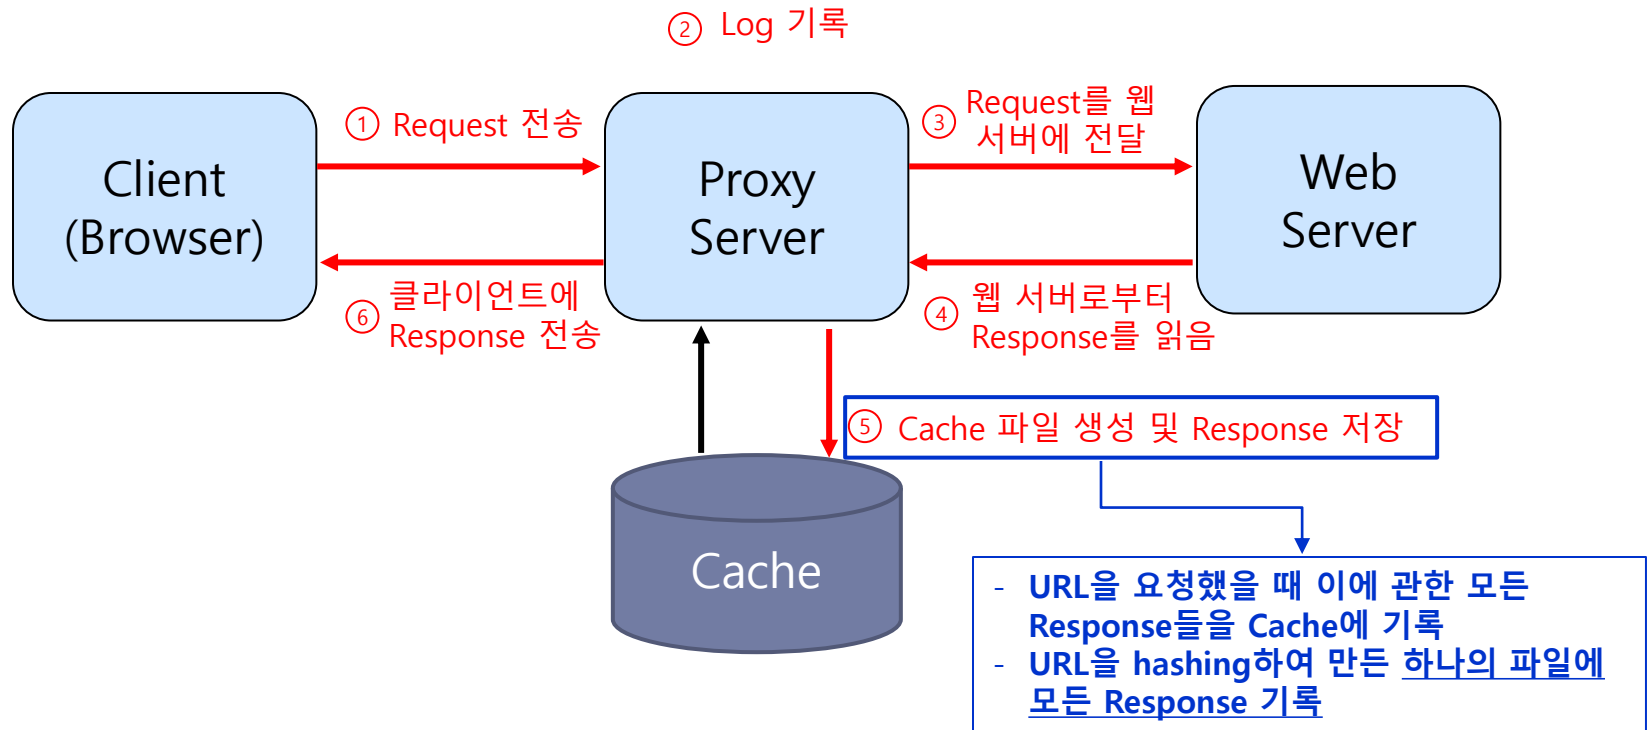 ② Log 기록
① Request 전송
③ Request를 웹
서버에 전달
Client
(Browser)
Proxy
Server
Web
Server
⑥ 클라이언트에
Response 전송
④ 웹 서버로부터
Response를 읽음
⑤ Cache 파일 생성 및 Response 저장
Cache
- URL을 요청했을 때 이에 관한 모든
Response들을 Cache에 기록
- URL을 hashing하여 만든 하나의 파일에
모든 Response 기록